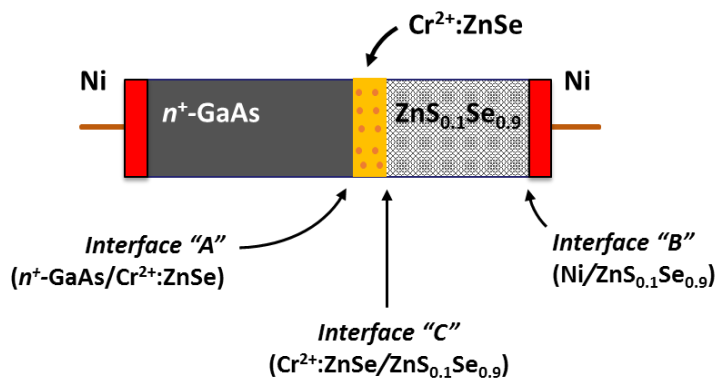 Cr²⁺:ZnSe
Ni
n⁺-GaAs
ZnS₀.₁Se₀.₉
Ni
Interface “A”
(n⁺-GaAs/Cr²⁺:ZnSe)
Interface “B”
(Ni/ZnS₀.₁Se₀.₉)
Interface “C”
(Cr²⁺:ZnSe/ZnS₀.₁Se₀.₉)